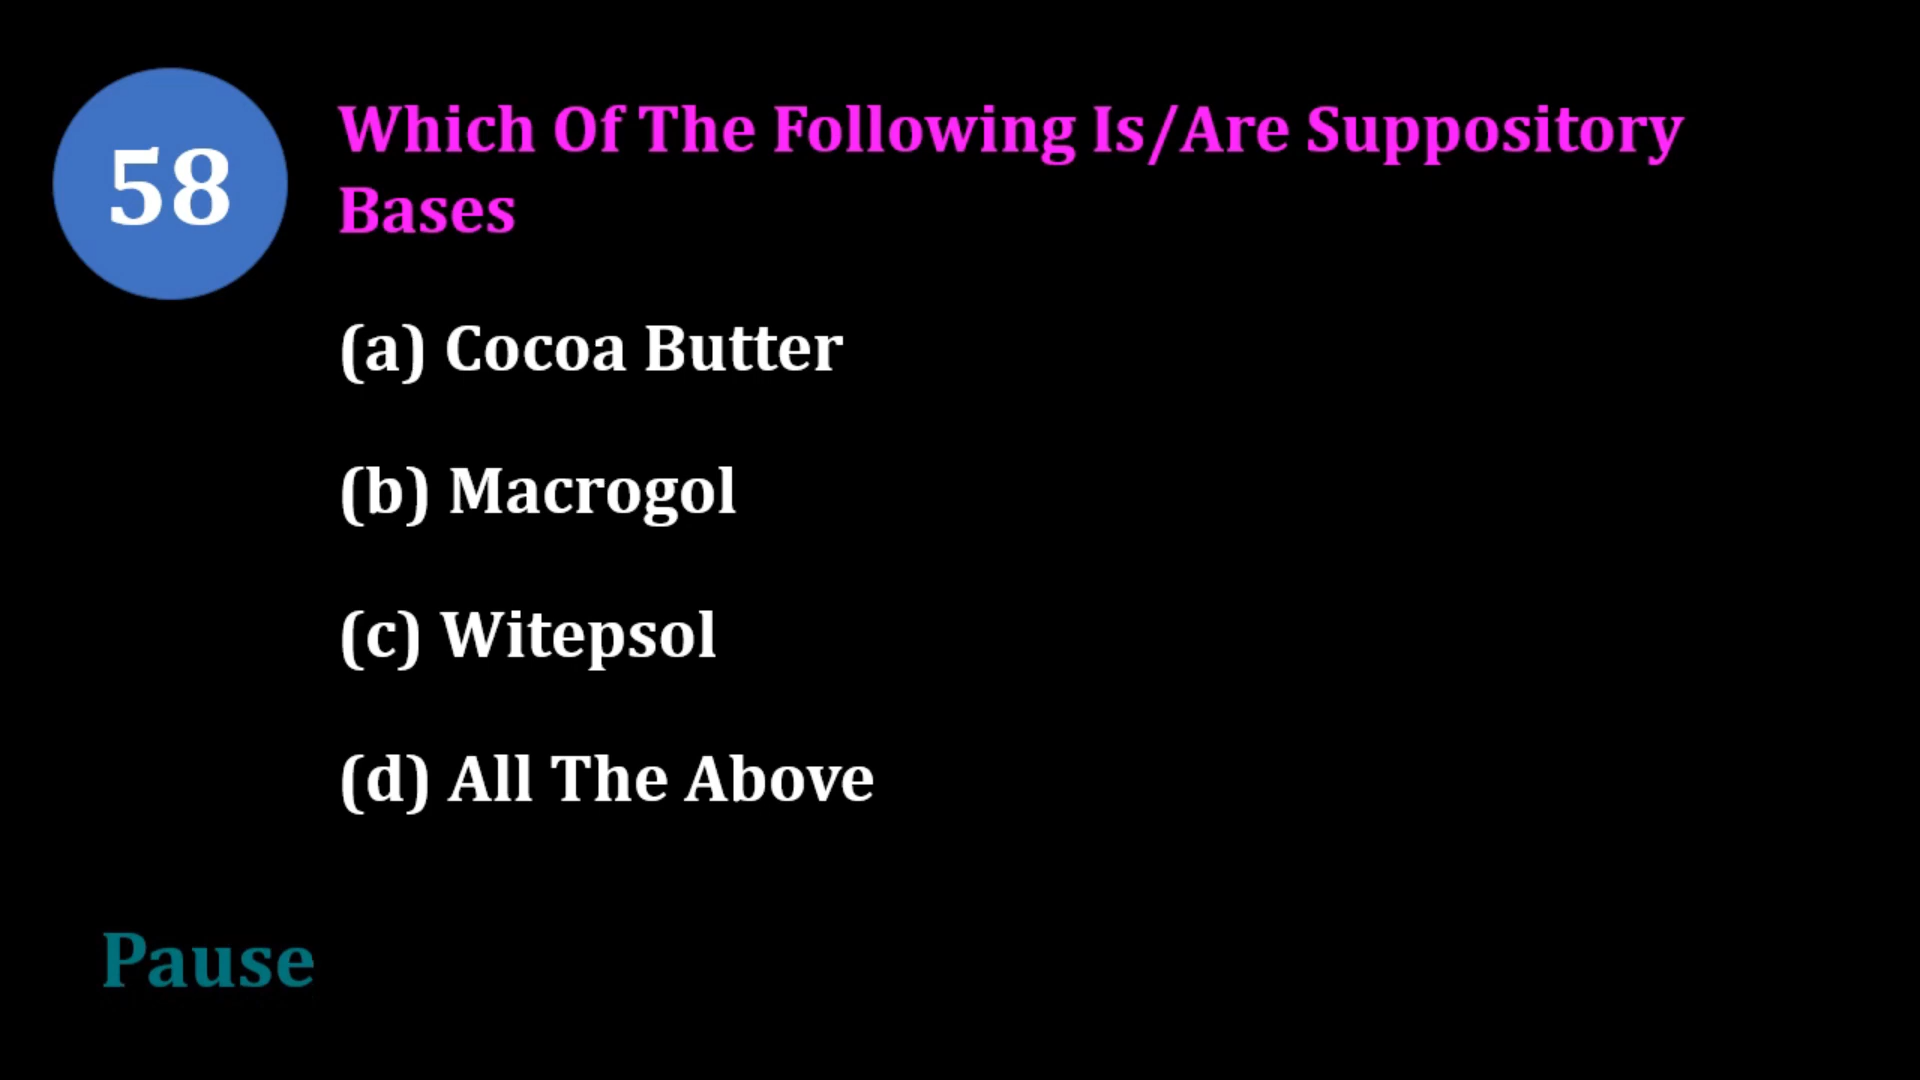 58
Which Of The Following Is/Are Suppository
Bases
(a) Cocoa Butter
(b) Macrogol
(c) Witepsol
(d) All The Above
Pause